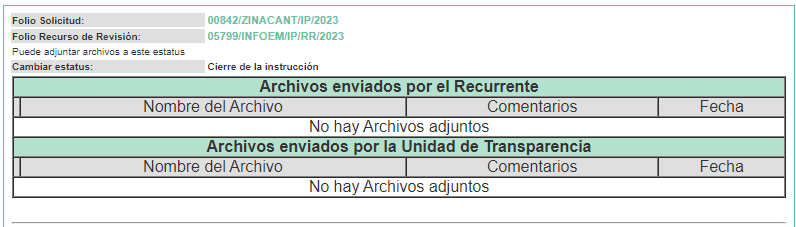 Folio Solicitud: 00842/ZINACANT/IP/2023
Folio Recurso de Revisión: 05799/INFOEM/IP/RR/2023
Puede adjuntar archivos a este estatus
Cambiar estatus: Cierre de la instrucción
Archivos enviados por el Recurrente
Nombre del Archivo Comentarios Fecha
No hay Archivos adjuntos
Archivos enviados por la Unidad de Transparencia
Nombre del Archivo Comentarios Fecha
No hay Archivos adjuntos